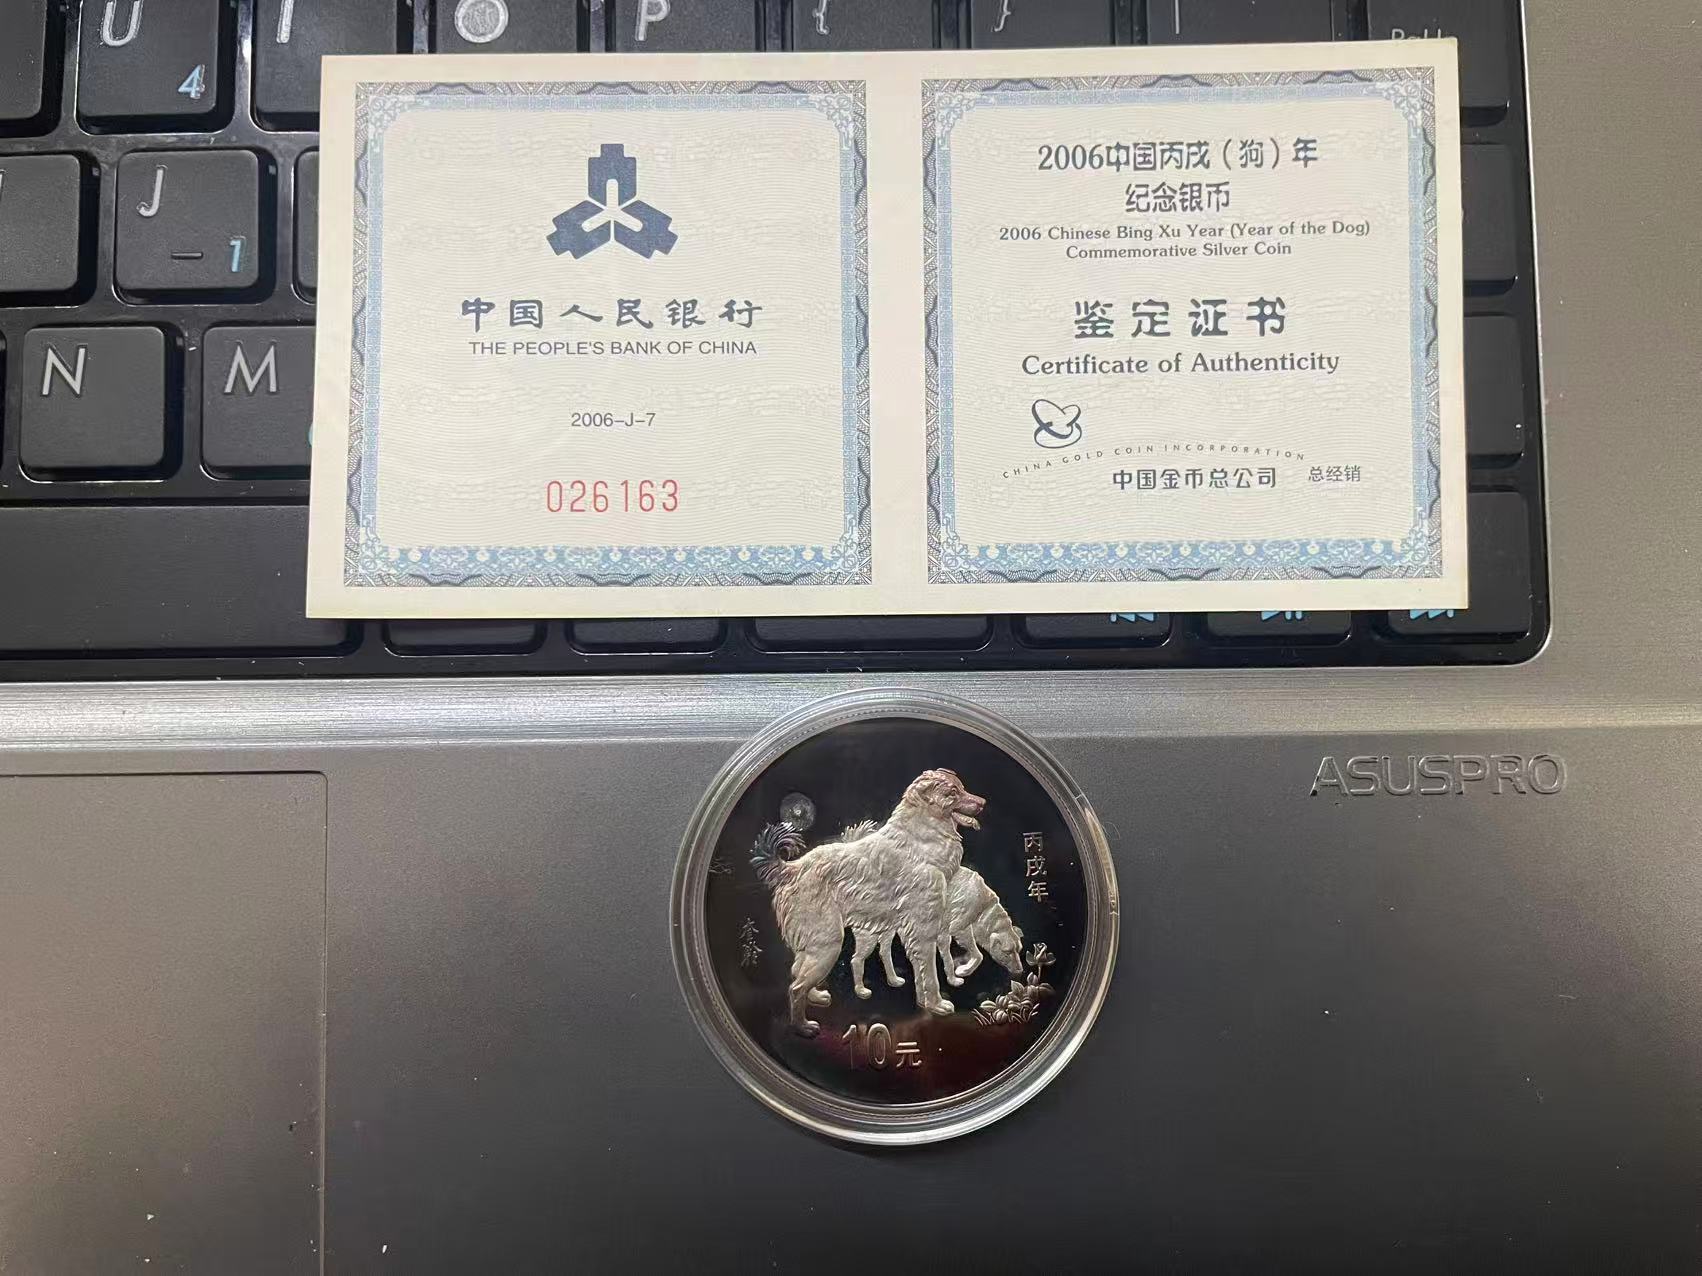 U
4
I
O
P
{
}
PgUp
J
– 1
N
M
中国人民银行
THE PEOPLE'S BANK OF CHINA
2006-J-7
026163
2006中国丙戌（狗）年
纪念银币
2006 Chinese Bing Xu Year (Year of the Dog)
Commemorative Silver Coin
鉴定证书
Certificate of Authenticity
CHINA GOLD COIN INCORPORATION
中国金币总公司 总经销
ASUSPRO
丙戌年
10元